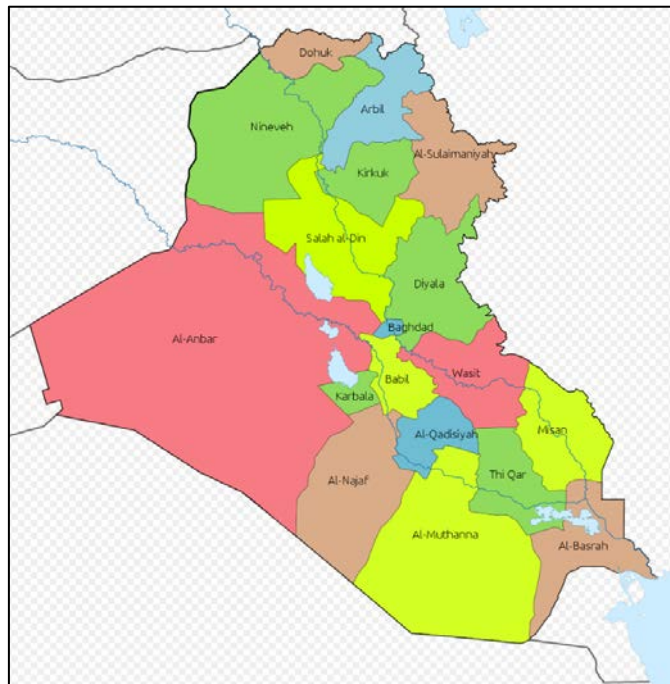 Dohuk
Arbil
Nineveh
Al-Sulaimaniyah
Kirkuk
Salah al-Din
Diyala
Baghdad
Al-Anbar
Wasit
Babil
Karbala
Misan
Al-Qadisiyah
Thi Qar
Al-Najaf
Al-Muthanna
Al-Basrah